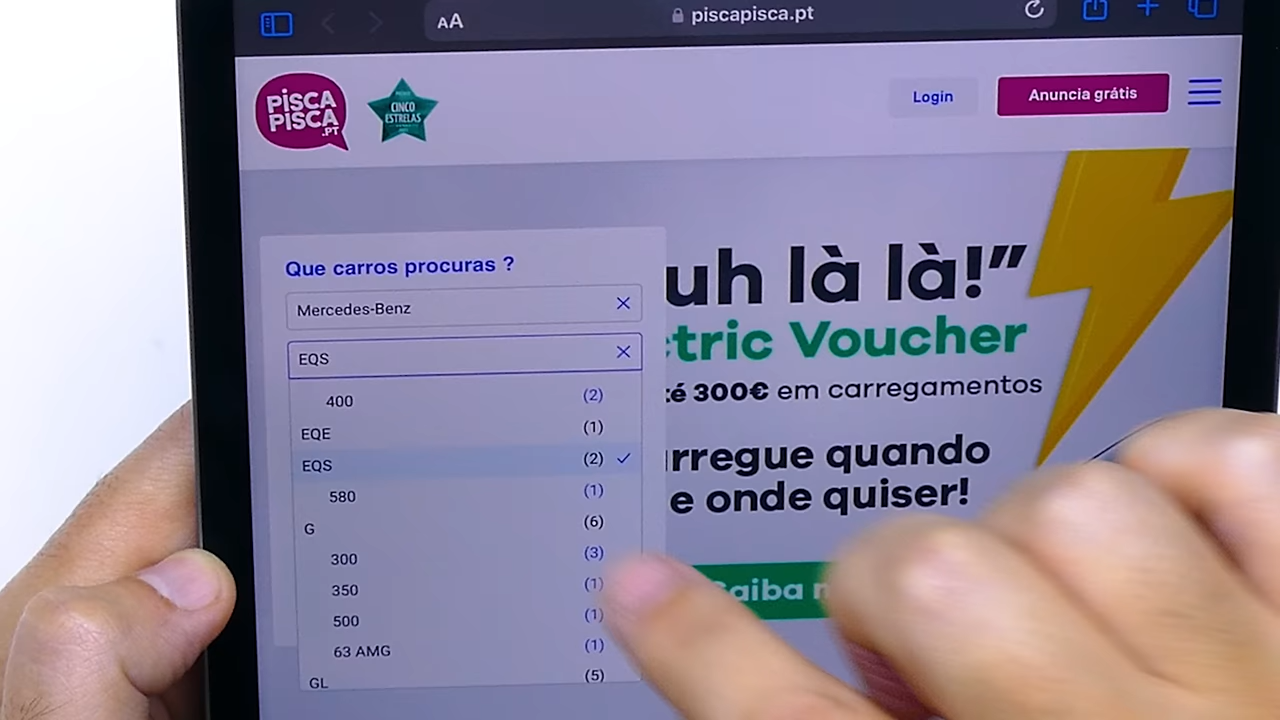 AA
piscapisca.pt
PiSCA
PiSCA
.PT
CINCO
ESTRELAS
Login
Anuncia grátis
Que carros procuras ?
Mercedes-Benz
EQS
400 (2)
EQE (1)
EQS (2)
580 (1)
G (6)
300 (3)
350 (1)
500 (1)
63 AMG (1)
GL (5)
uh là là!”
tric Voucher
té 300€ em carregamentos
rregue quando
e onde quiser!
Saiba